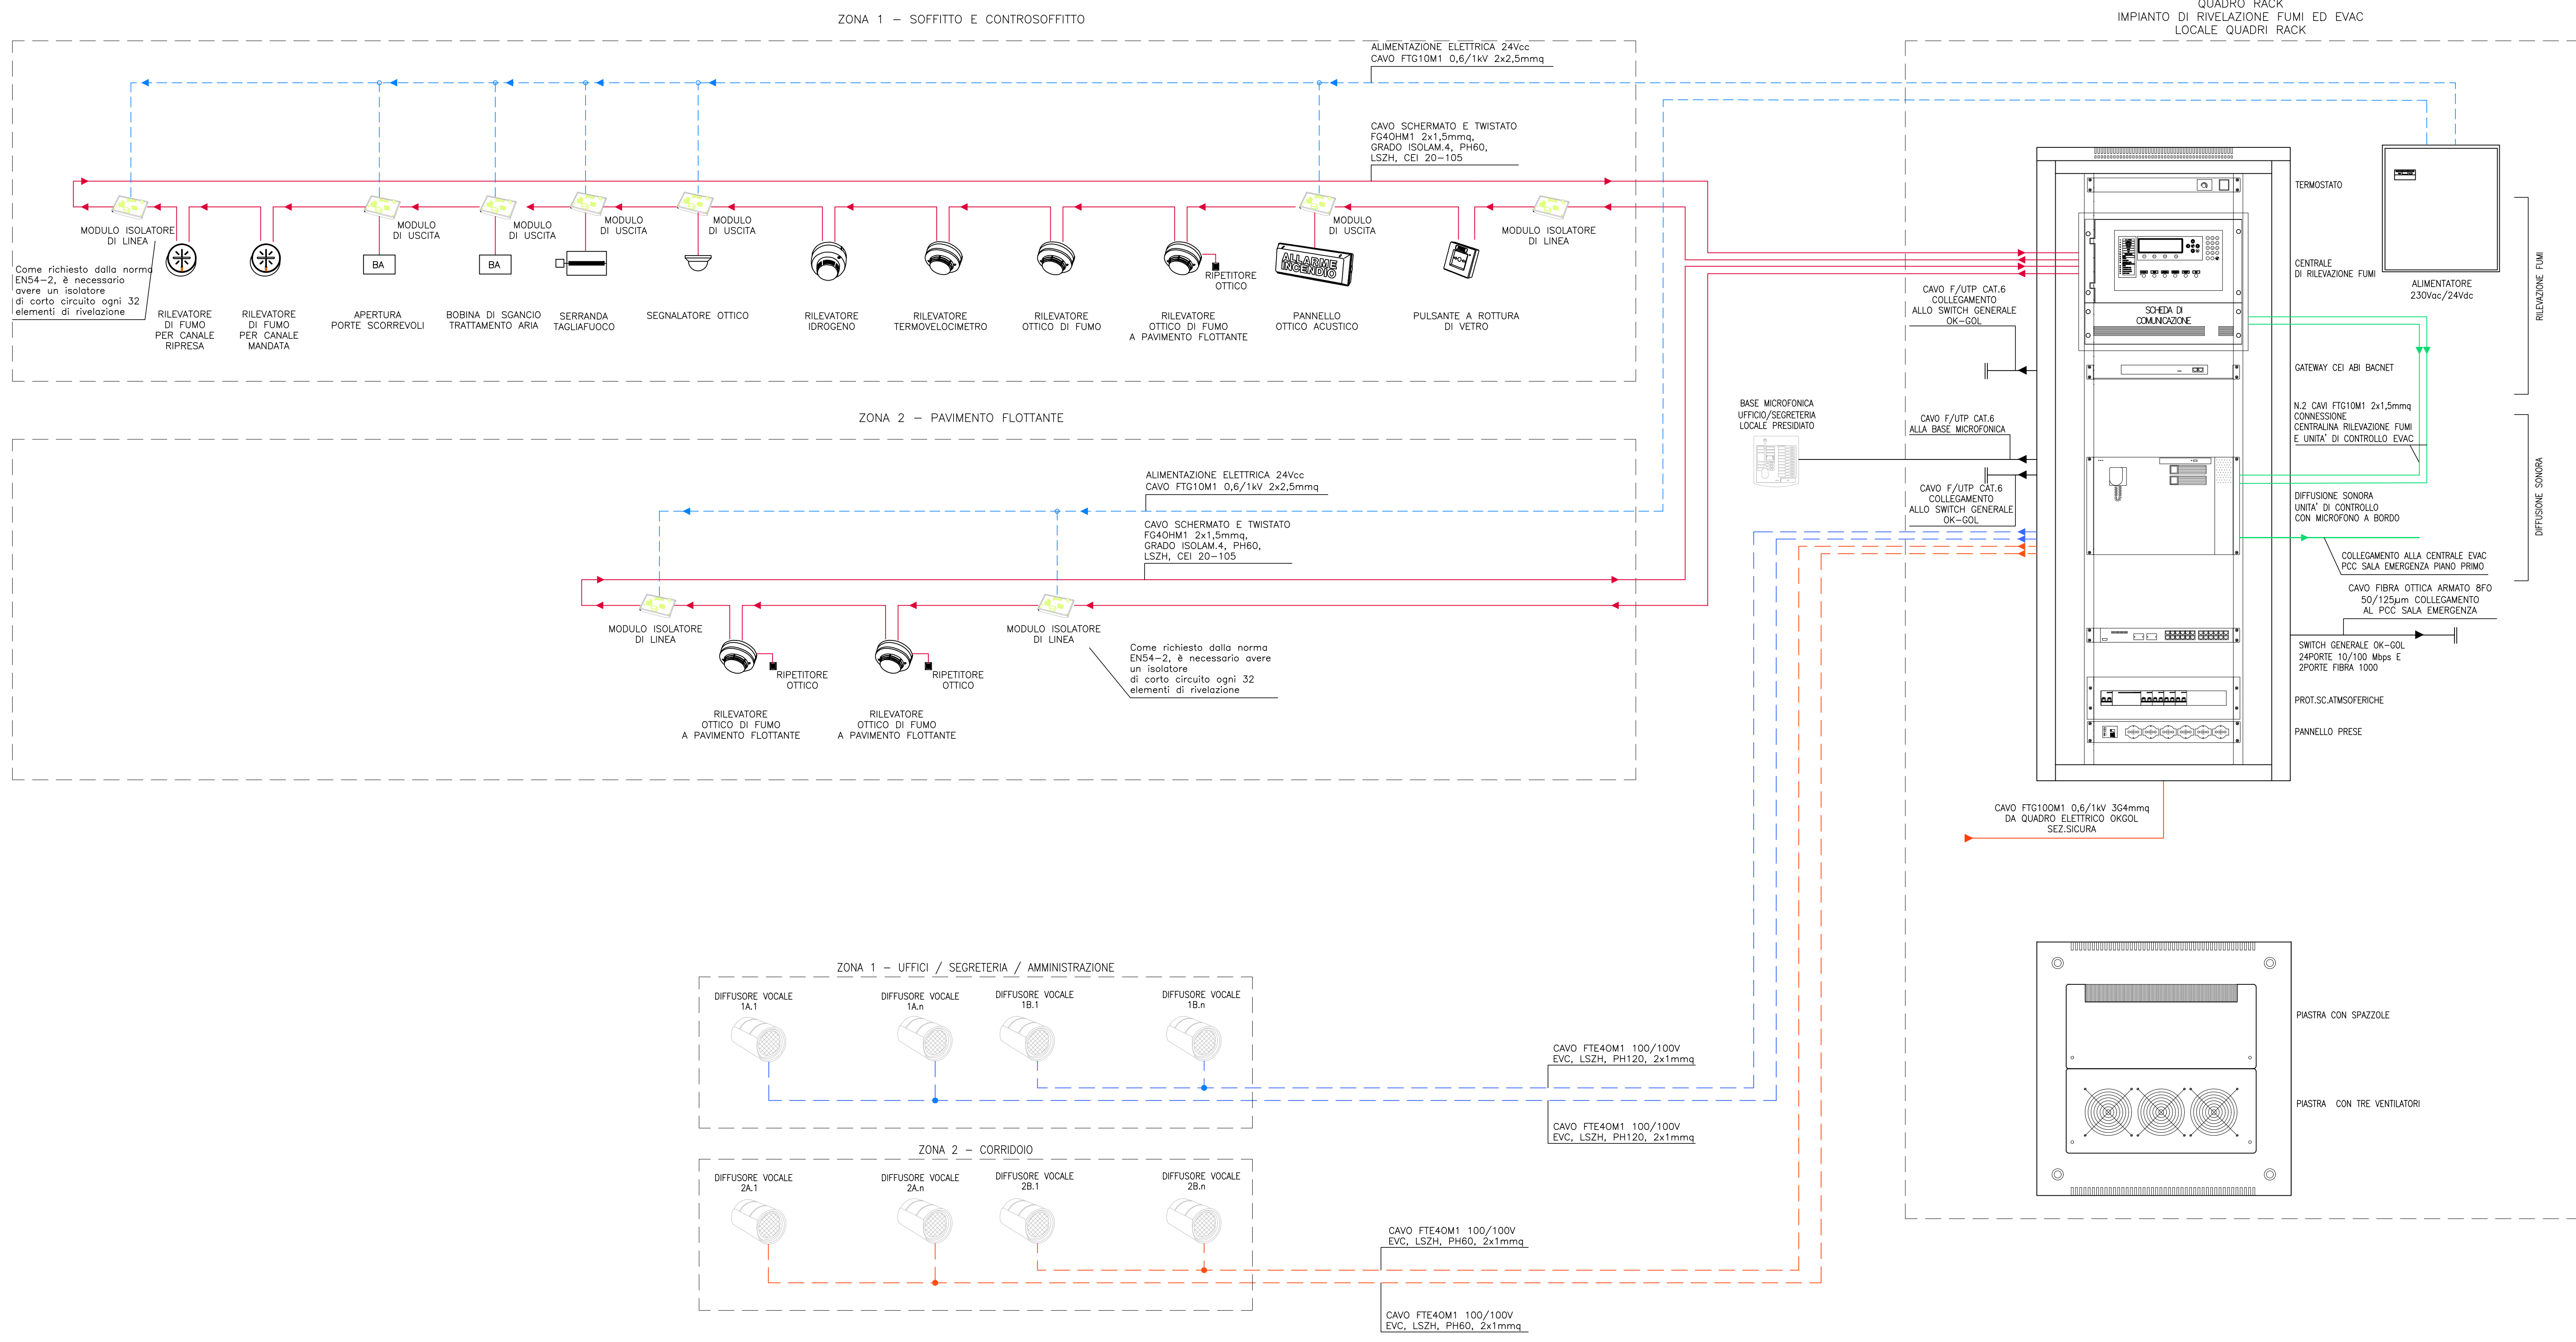 ZONA 1 – SOFFITTO E CONTROSOFFITTO
ALIMENTAZIONE ELETTRICA 24Vcc
CAVO FTG10M1 0,6/1kV 2x2,5mmq
CAVO SCHERMATO E TWISTATO
FG4OHM1 2x1,5mmq,
GRADO ISOLAM.4, PH60,
LSZH, CEI 20–105
MODULO ISOLATORE
DI LINEA
MODULO
DI USCITA
MODULO
DI USCITA
MODULO
DI USCITA
MODULO
DI USCITA
MODULO
DI USCITA
MODULO ISOLATORE
DI LINEA
Come richiesto dalla norma
EN54–2, è necessario
avere un isolatore
di corto circuito ogni 32
elementi di rivelazione
BA
BA
ALLARME
INCENDIO
RIPETITORE
OTTICO
RILEVATORE
DI FUMO
PER CANALE
RIPRESA
RILEVATORE
DI FUMO
PER CANALE
MANDATA
APERTURA
PORTE SCORREVOLI
BOBINA DI SGANCIO
TRATTAMENTO ARIA
SERRANDA
TAGLIAFUOCO
SEGNALATORE OTTICO
RILEVATORE
IDROGENO
RILEVATORE
TERMOVELOCIMETRO
RILEVATORE
OTTICO DI FUMO
RILEVATORE
OTTICO DI FUMO
A PAVIMENTO FLOTTANTE
PANNELLO
OTTICO ACUSTICO
PULSANTE A ROTTURA
DI VETRO
ZONA 2 – PAVIMENTO FLOTTANTE
ALIMENTAZIONE ELETTRICA 24Vcc
CAVO FTG10M1 0,6/1kV 2x2,5mmq
CAVO SCHERMATO E TWISTATO
FG4OHM1 2x1,5mmq,
GRADO ISOLAM.4, PH60,
LSZH, CEI 20–105
MODULO ISOLATORE
DI LINEA
MODULO ISOLATORE
DI LINEA
RIPETITORE
OTTICO
RIPETITORE
OTTICO
Come richiesto dalla norma
EN54–2, è necessario avere
un isolatore
di corto circuito ogni 32
elementi di rivelazione
RILEVATORE
OTTICO DI FUMO
A PAVIMENTO FLOTTANTE
RILEVATORE
OTTICO DI FUMO
A PAVIMENTO FLOTTANTE
ZONA 1 – UFFICI / SEGRETERIA / AMMINISTRAZIONE
DIFFUSORE VOCALE
1A.1
DIFFUSORE VOCALE
1A.n
DIFFUSORE VOCALE
1B.1
DIFFUSORE VOCALE
1B.n
CAVO FTE4OM1 100/100V
EVC, LSZH, PH120, 2x1mmq
CAVO FTE4OM1 100/100V
EVC, LSZH, PH120, 2x1mmq
ZONA 2 – CORRIDOIO
DIFFUSORE VOCALE
2A.1
DIFFUSORE VOCALE
2A.n
DIFFUSORE VOCALE
2B.1
DIFFUSORE VOCALE
2B.n
CAVO FTE4OM1 100/100V
EVC, LSZH, PH60, 2x1mmq
CAVO FTE4OM1 100/100V
EVC, LSZH, PH60, 2x1mmq
QUADRO RACK
IMPIANTO DI RIVELAZIONE FUMI ED EVAC
LOCALE QUADRI RACK
BASE MICROFONICA
UFFICIO/SEGRETERIA
LOCALE PRESIDIATO
CAVO F/UTP CAT.6
COLLEGAMENTO
ALLO SWITCH GENERALE
OK–GOL
CAVO F/UTP CAT.6
ALLA BASE MICROFONICA
CAVO F/UTP CAT.6
COLLEGAMENTO
ALLO SWITCH GENERALE
OK–GOL
SCHEDA DI
COMUNICAZIONE
TERMOSTATO
CENTRALE
DI RILEVAZIONE FUMI
ALIMENTATORE
230Vac/24Vdc
RILEVAZIONE FUMI
GATEWAY CEI ABI BACNET
N.2 CAVI FTG10M1 2x1,5mmq
CONNESSIONE
CENTRALINA RILEVAZIONE FUMI
E UNITA' DI CONTROLLO EVAC
DIFFUSIONE SONORA
UNITA' DI CONTROLLO
CON MICROFONO A BORDO
DIFFUSIONE SONORA
COLLEGAMENTO ALLA CENTRALE EVAC
PCC SALA EMERGENZA PIANO PRIMO
CAVO FIBRA OTTICA ARMATO 8FO
50/125µm COLLEGAMENTO
AL PCC SALA EMERGENZA
SWITCH GENERALE OK–GOL
24PORTE 10/100 Mbps E
2PORTE FIBRA 1000
PROT.SC.ATMSOFERICHE
PANNELLO PRESE
CAVO FTG10OM1 0,6/1kV 3G4mmq
DA QUADRO ELETTRICO OKGOL
SEZ.SICURA
PIASTRA CON SPAZZOLE
PIASTRA CON TRE VENTILATORI